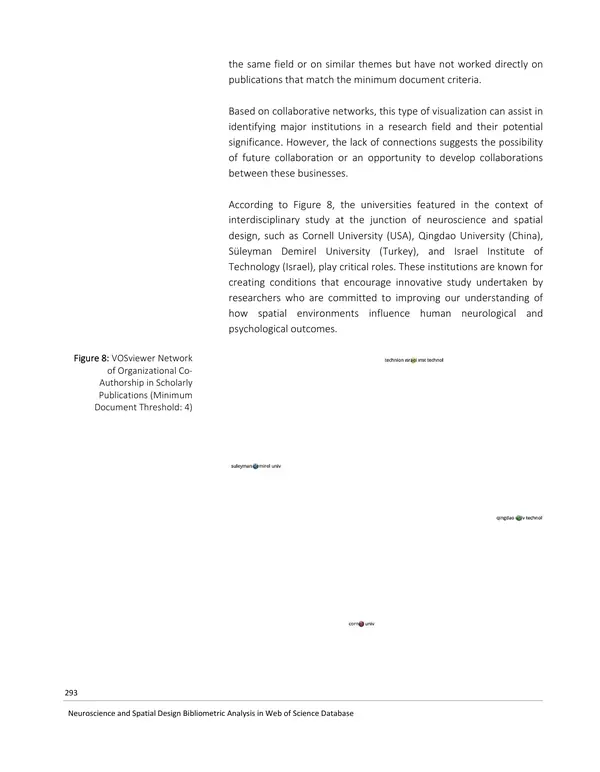 the same field or on similar themes but have not worked directly on
publications that match the minimum document criteria.
Based on collaborative networks, this type of visualization can assist in
identifying major institutions in a research field and their potential
significance. However, the lack of connections suggests the possibility
of future collaboration or an opportunity to develop collaborations
between these businesses.
According to Figure 8, the universities featured in the context of
interdisciplinary study at the junction of neuroscience and spatial
design, such as Cornell University (USA), Qingdao University (China),
Süleyman Demirel University (Turkey), and Israel Institute of
Technology (Israel), play critical roles. These institutions are known for
creating conditions that encourage innovative study undertaken by
researchers who are committed to improving our understanding of
how spatial environments influence human neurological and
psychological outcomes.
Figure 8: VOSviewer Network
of Organizational Co-
Authorship in Scholarly
Publications (Minimum
Document Threshold: 4)
technion israel inst technol
suleyman demirel univ
qingdao univ technol
cornell univ
293
Neuroscience and Spatial Design Bibliometric Analysis in Web of Science Database